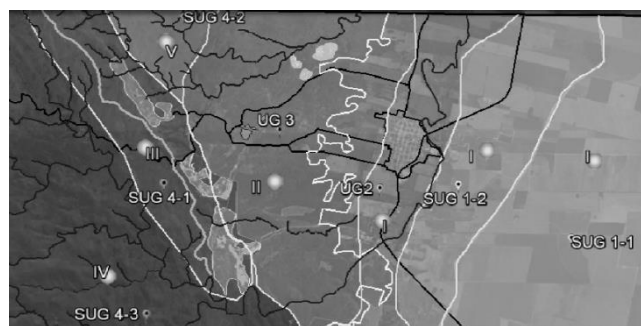 SUG 4-2
V
UG 3
III
I
I
II
SUG 4-1
UG2
SUG 1-2
I
SUG 1-1
IV
SUG 4-3